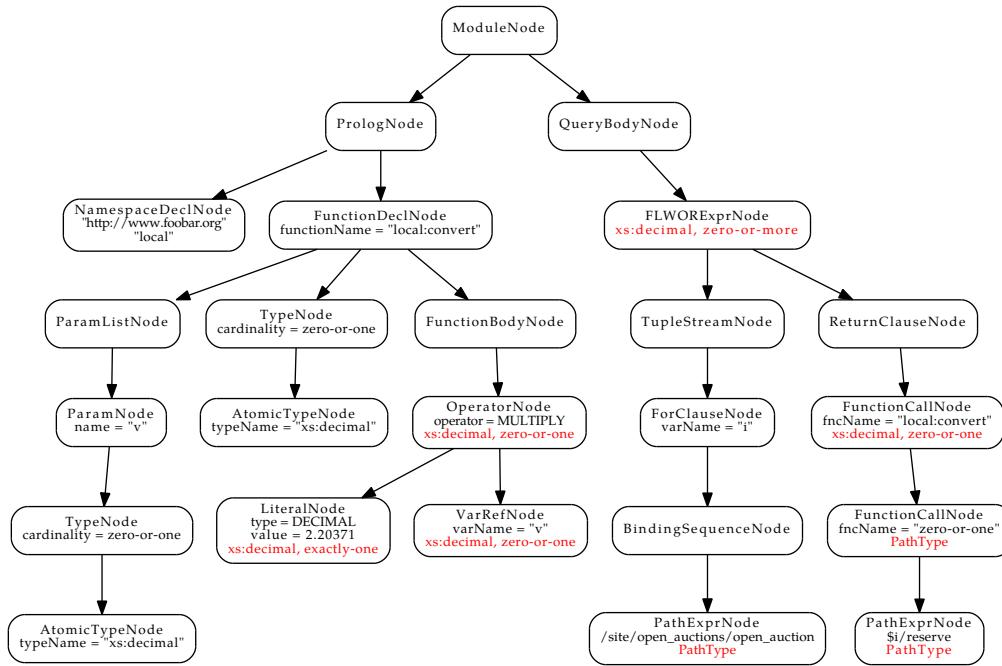 ModuleNode
PrologNode
QueryBodyNode
NamespaceDeclNode
"http://www.foobar.org"
"local"
FunctionDeclNode
functionName = "local:convert"
FLWORExprNode
xs:decimal, zero-or-more
ParamListNode
TypeNode
cardinality = zero-or-one
FunctionBodyNode
TupleStreamNode
ReturnClauseNode
ParamNode
name = "v"
AtomicTypeNode
typeName = "xs:decimal"
OperatorNode
operator = MULTIPLY
xs:decimal, zero-or-one
ForClauseNode
varName = "i"
FunctionCallNode
fncName = "local:convert"
xs:decimal, zero-or-one
TypeNode
cardinality = zero-or-one
LiteralNode
type = DECIMAL
value = 2.20371
xs:decimal, exactly-one
VarRefNode
varName = "v"
xs:decimal, zero-or-one
BindingSequenceNode
FunctionCallNode
fncName = "zero-or-one"
PathType
AtomicTypeNode
typeName = "xs:decimal"
PathExprNode
/site/open_auctions/open_auction
PathType
PathExprNode
$i/reserve
PathType